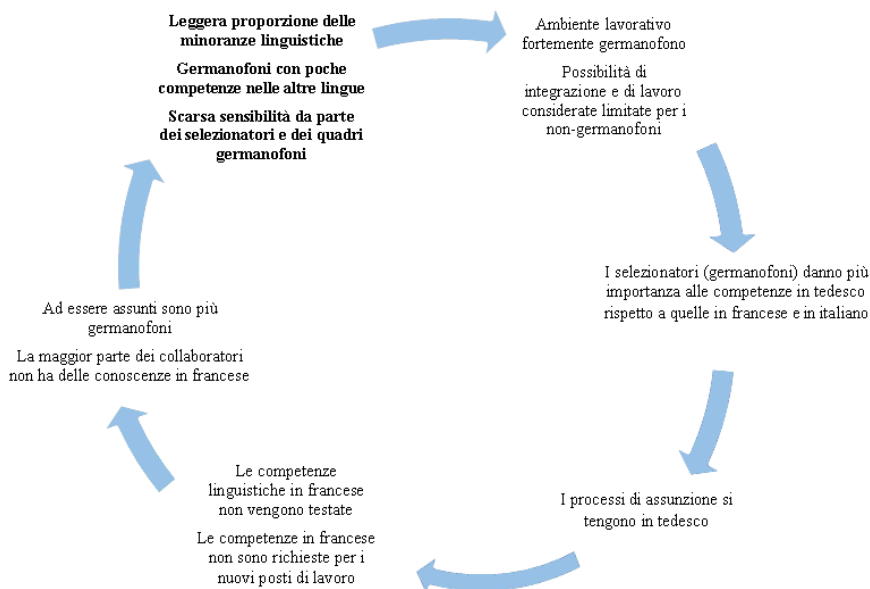 Leggera proporzione delle
minoranze linguistiche
Germanofoni con poche
competenze nelle altre lingue
Scarsa sensibilità da parte
dei selezionatori e dei quadri
germanofoni
Ambiente lavorativo
fortemente germanofono
Possibilità di
integrazione e di lavoro
considerate limitate per i
non-germanofoni
I selezionatori (germanofoni) danno più
importanza alle competenze in tedesco
rispetto a quelle in francese e in italiano
I processi di assunzione si
tengono in tedesco
Le competenze
linguistiche in francese
non vengono testate
Le competenze in francese
non sono richieste per i
nuovi posti di lavoro
Ad essere assunti sono più
germanofoni
La maggior parte dei collaboratori
non ha delle conoscenze in francese